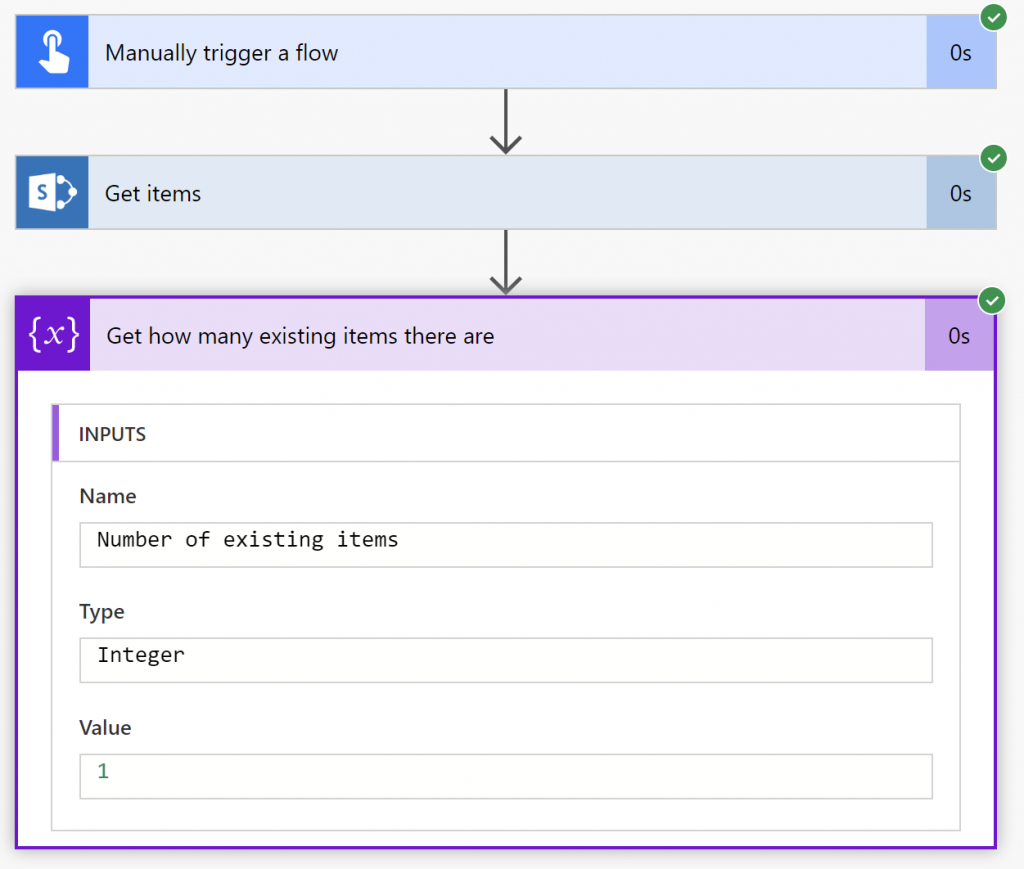 Manually trigger a flow
0s
S
Get items
0s
{x}
Get how many existing items there are
0s
INPUTS
Name
Number of existing items
Type
Integer
Value
1